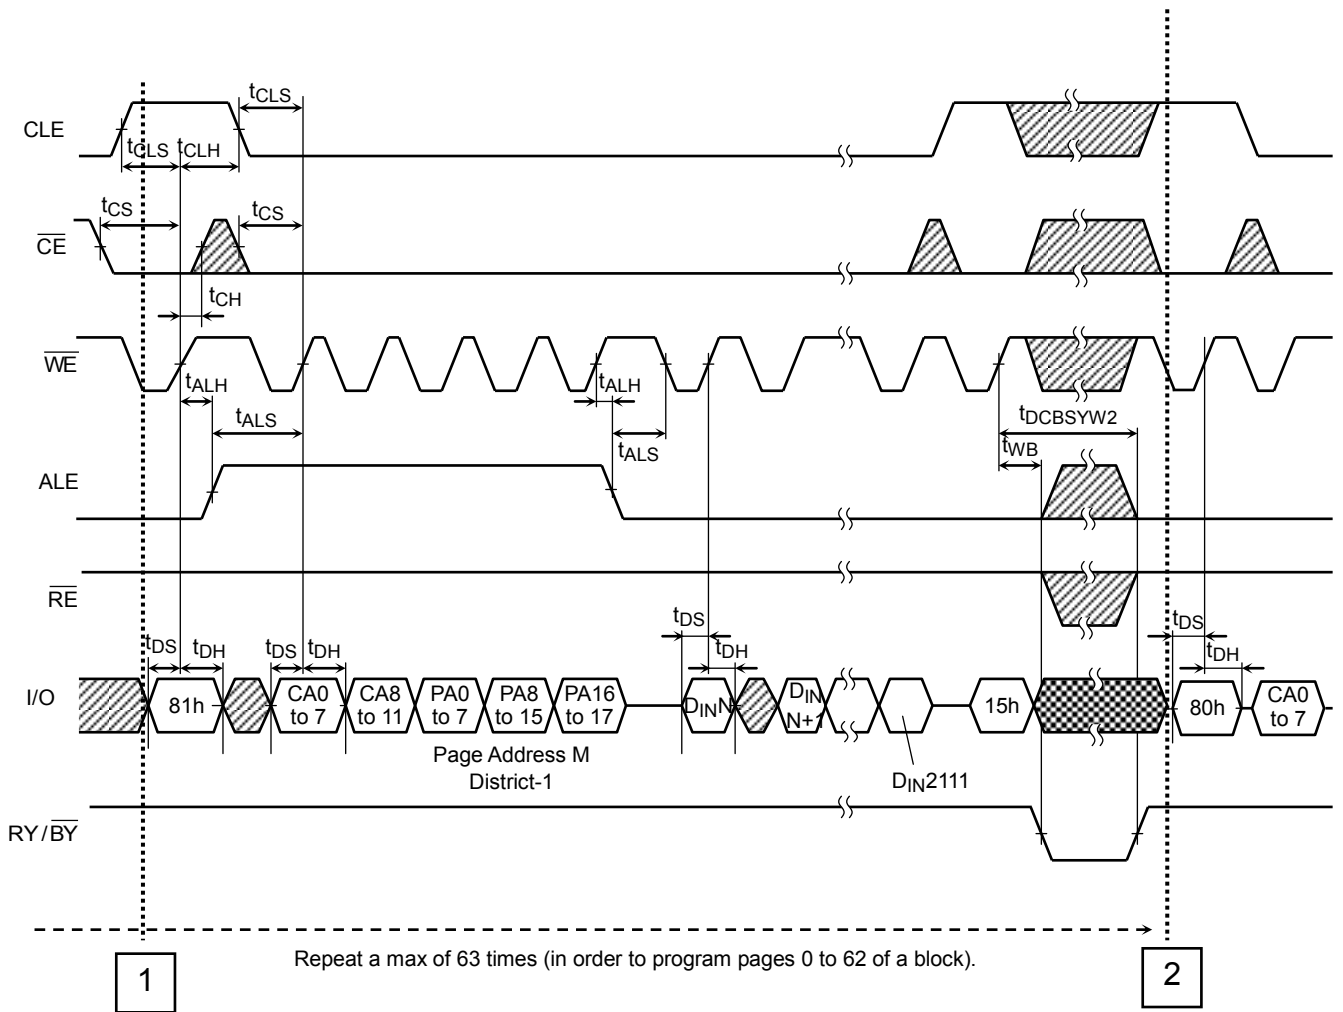 tCLS
CLE
tCLS tCLH
tCS tCS
CE
tCH
WE
tALH tALH
tALS tDCBSYW2
tALS tWB
ALE
RE
tDS tDH tDS tDH tDS tDH tDS tDH
I/O 81h CA0 to 7 CA8 to 11 PA0 to 7 PA8 to 15 PA16 to 17 DINN DIN N+1 15h 80h CA0 to 7
Page Address M
District-1
DIN2111
RY/BY
Repeat a max of 63 times (in order to program pages 0 to 62 of a block).
1 2